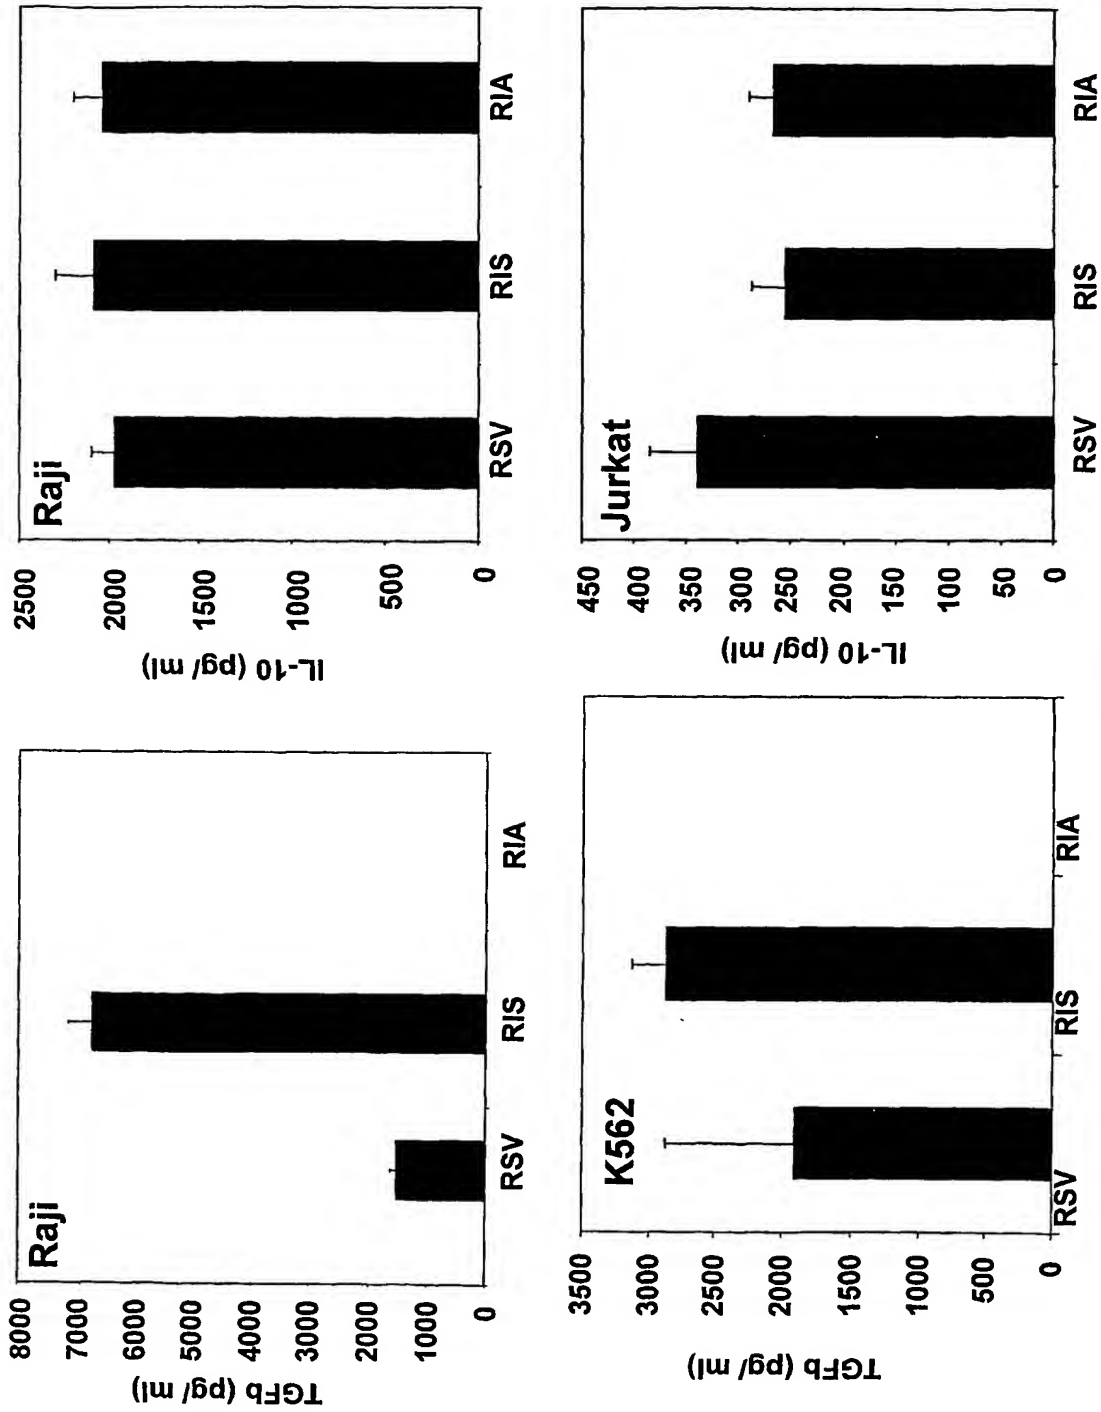 Raji
8000
7000
6000
5000
4000
3000
2000
1000
0
TGFb (pg/ ml)
RSV
RIS
RIA
Raji
2500
2000
1500
1000
500
0
IL-10 (pg/ ml)
RSV
RIS
RIA
K562
3500
3000
2500
2000
1500
1000
500
0
TGFb (pg/ ml)
RSV
RIS
RIA
Jurkat
450
400
350
300
250
200
150
100
50
0
IL-10 (pg/ ml)
RSV
RIS
RIA